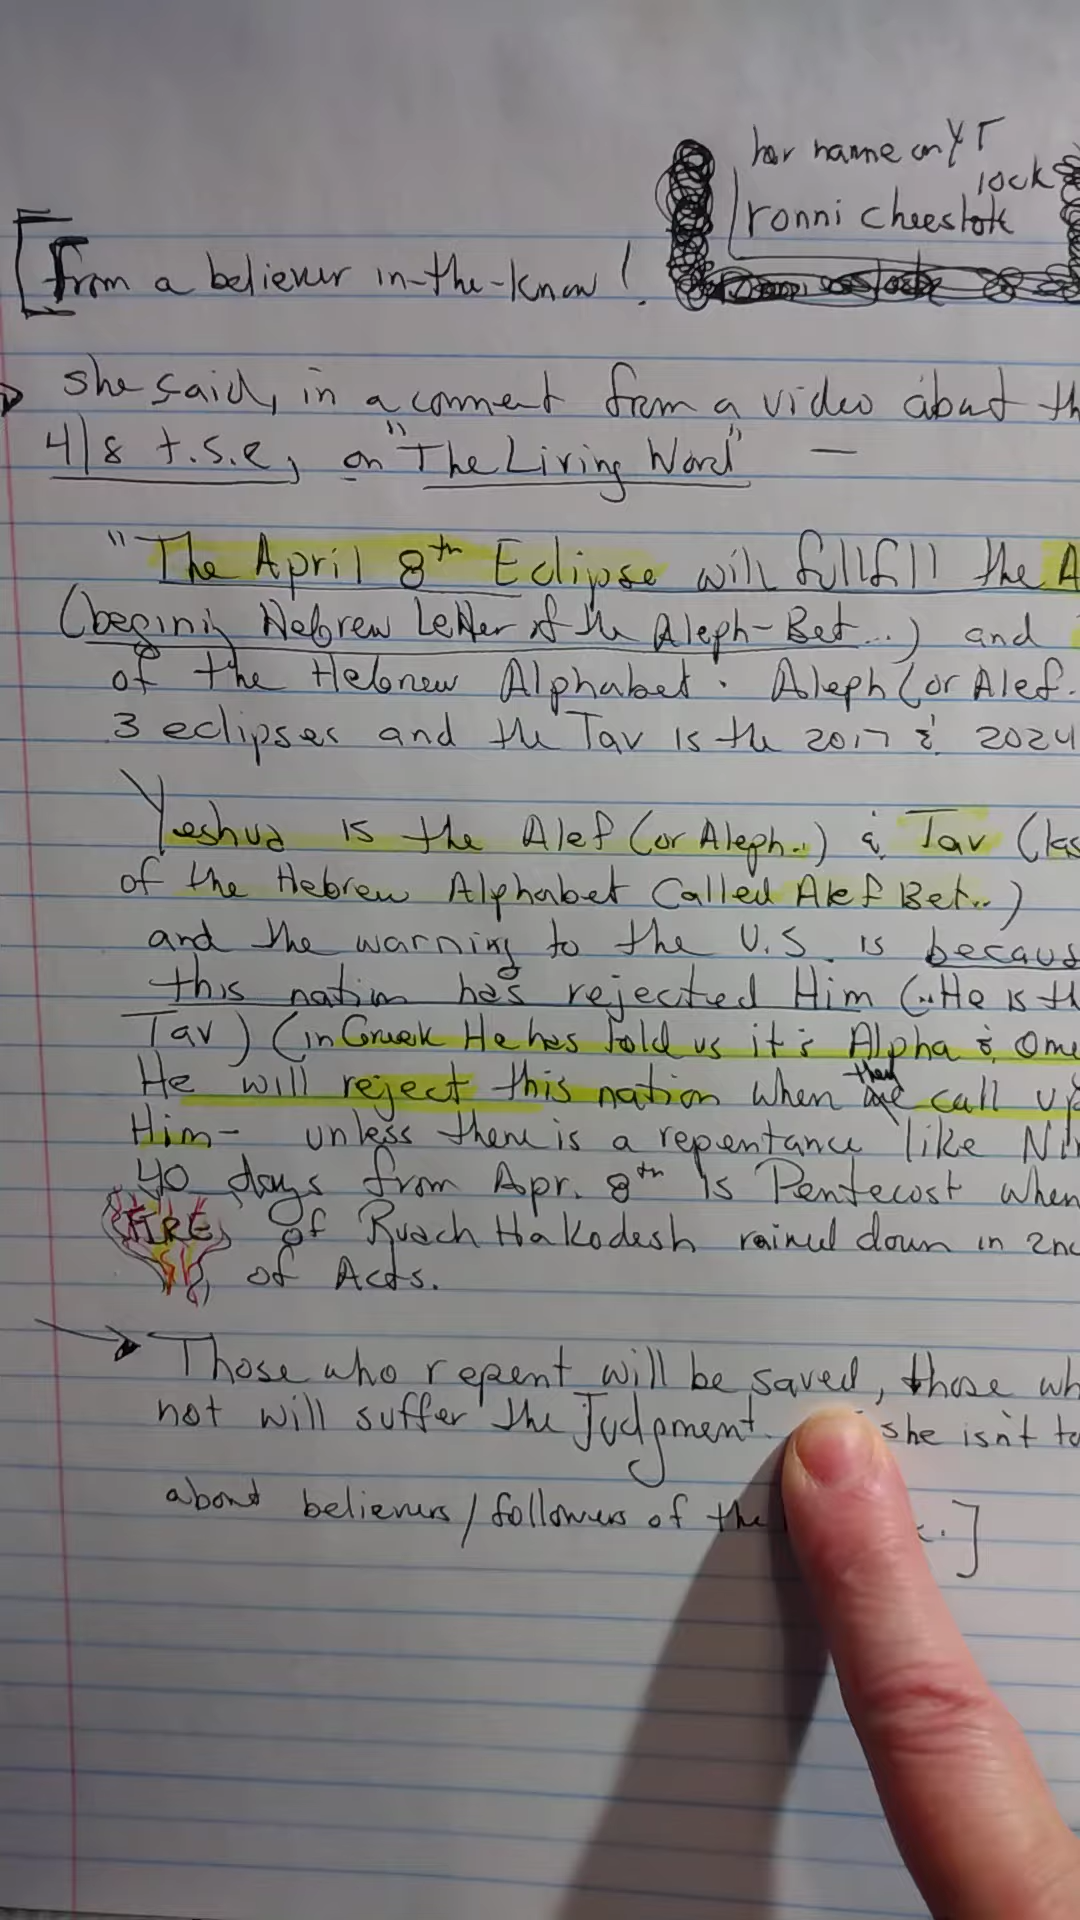 her name on YT
lock
ronni cheestok
[From a believer in-the-know!
she said, in a comment from a video about th
4/8 t.s.e, on "The Living Word" —
"The April 8th Eclipse will fullfill the A
(begining Hebrew Letter of the Aleph-Bet...) and
of the Hebrew Alphabet. Aleph (or Alef.
3 eclipses and the Tav is the 2017 & 2024
Yeshua is the Alef (or Aleph..) & Tav (las
of the Hebrew Alphabet Called Alef Bet..)
and the warning to the U.S. is becaus
this nation has rejected Him (..He is th
Tav) (in Greek He has told us it's Alpha & Ome
He will reject this nation when they call up
Him- unless there is a repentance like Nin
40 days from Apr. 8th is Pentecost when
FIRE of Ruach HaKodesh rained down in 2nd
of Acts.
→ Those who repent will be saved, those wh
not will suffer the Judgment. she isn't ta
about believers/followers of the .]